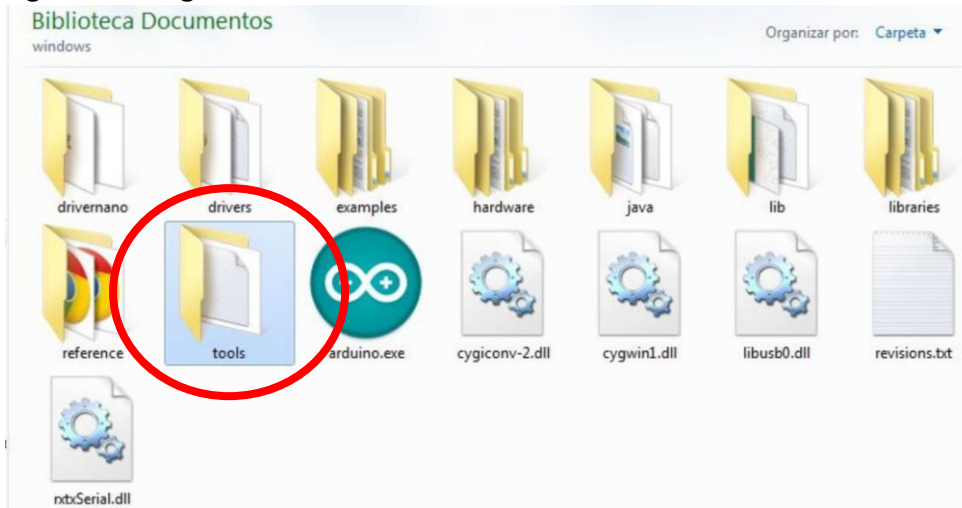 Biblioteca Documentos
windows
Organizar por: Carpeta
drivernano drivers examples hardware java lib libraries
reference tools arduino.exe cygiconv-2.dll cygwin1.dll libusb0.dll revisions.txt
rxtxSerial.dll